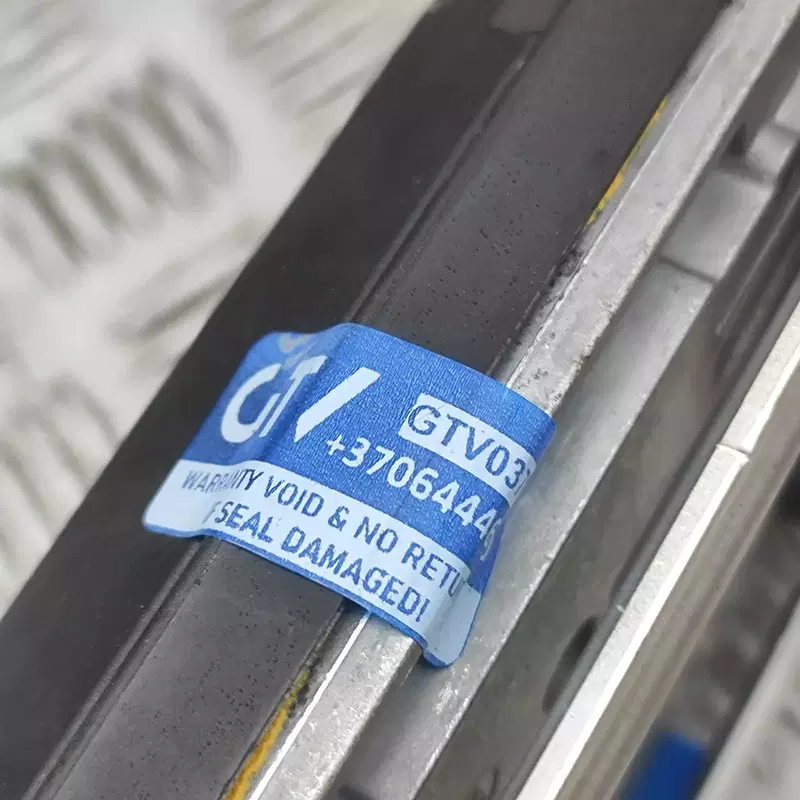 GTV
GTV03
+3706444
WARRANTY VOID & NO RETU
SEAL DAMAGED!